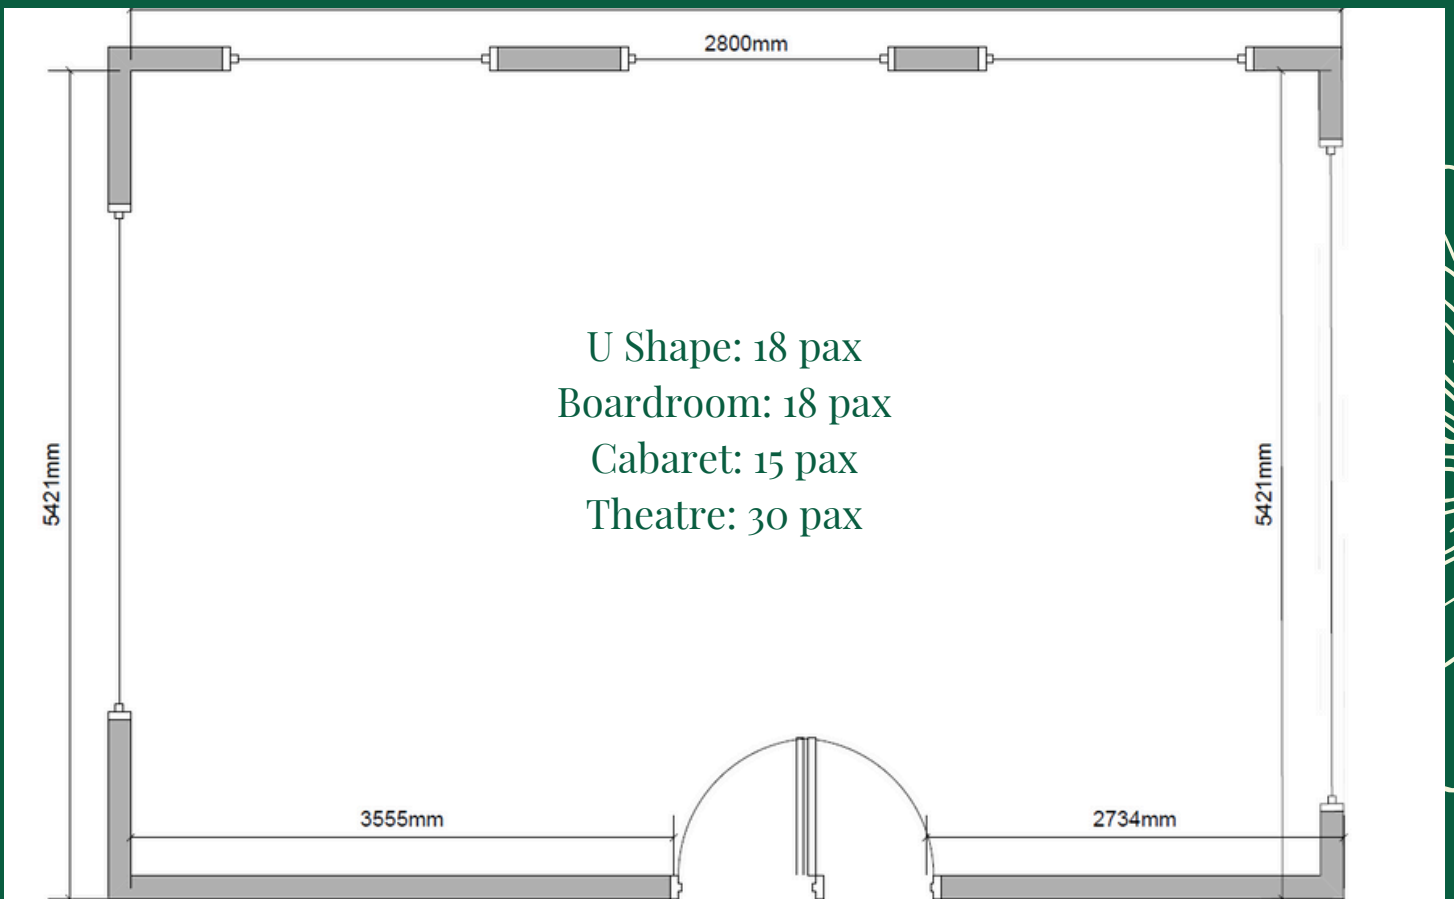 2800mm
U Shape: 18 pax
Boardroom: 18 pax
Cabaret: 15 pax
Theatre: 30 pax
5421mm
5421mm
3555mm
2734mm